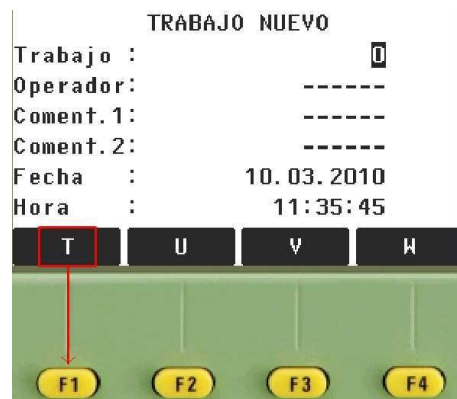 TRABAJO NUEVO
Trabajo : O
Operador: ------
Coment.1: ------
Coment.2: ------
Fecha : 10.03.2010
Hora : 11:35:45
T U V W
F1 F2 F3 F4